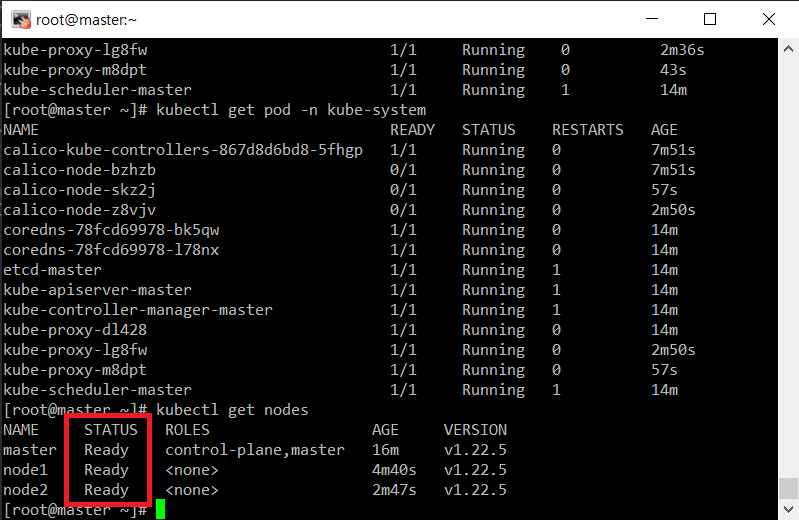 root@master:~
kube-proxy-lg8fw 1/1 Running 0 2m36s
kube-proxy-m8dpt 1/1 Running 0 43s
kube-scheduler-master 1/1 Running 1 14m
[root@master ~]# kubectl get pod -n kube-system
NAME READY STATUS RESTARTS AGE
calico-kube-controllers-867d8d6bd8-5fhgp 1/1 Running 0 7m51s
calico-node-bzhzb 0/1 Running 0 7m51s
calico-node-skz2j 0/1 Running 0 57s
calico-node-z8vjv 0/1 Running 0 2m50s
coredns-78fcd69978-bk5qw 1/1 Running 0 14m
coredns-78fcd69978-l78nx 1/1 Running 0 14m
etcd-master 1/1 Running 1 14m
kube-apiserver-master 1/1 Running 1 14m
kube-controller-manager-master 1/1 Running 1 14m
kube-proxy-dl428 1/1 Running 0 14m
kube-proxy-lg8fw 1/1 Running 0 2m50s
kube-proxy-m8dpt 1/1 Running 0 57s
kube-scheduler-master 1/1 Running 1 14m
[root@master ~]# kubectl get nodes
NAME STATUS ROLES AGE VERSION
master Ready control-plane,master 16m v1.22.5
node1 Ready <none> 4m40s v1.22.5
node2 Ready <none> 2m47s v1.22.5
[root@master ~]#